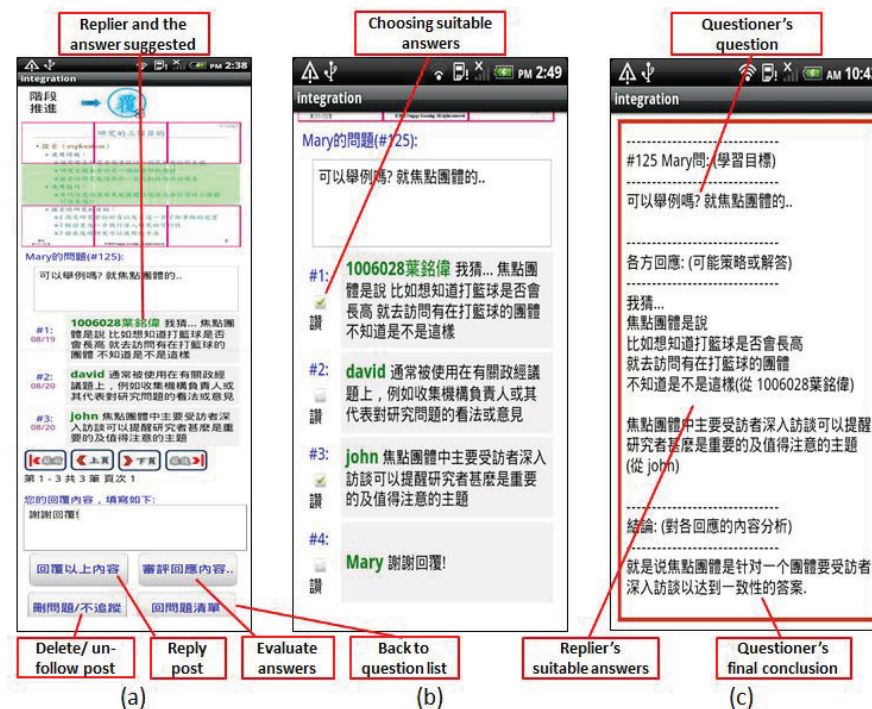 Replier and the
answer suggested
Choosing suitable
answers
Questioner's
question
PM 2:38
integration
階段
推進
覆
研究的三個目的
• 探索 (exploration)
Mary的問題(#125):
可以舉例嗎? 就焦點團體的..
#1:
08/19
1006028葉銘偉 我猜... 焦點團
體是說 比如想知道打籃球是否
會長高 就去訪問有在打籃球的
團體 不知道是不是這樣
#2:
08/20
david 通常被使用在有關政經
議題上，例如收集機構負責人或
其代表對研究問題的看法或意見
#3:
08/20
john 焦點團體中主要受訪者深
入訪談可以提醒研究者甚麼是重
要的及值得注意的主題
上頁
下頁
第 1 - 3 共 3 筆 頁次 1
您的回覆內容，填寫如下:
謝謝回覆!
回覆以上內容
審評回應內容..
刪問題/不追蹤
回問題清單
Delete/ un-
follow post
Reply
post
Evaluate
answers
Back to
question list
(a)
PM 2:49
integration
Mary的問題(#125):
可以舉例嗎? 就焦點團體的..
#1:
讚
1006028葉銘偉 我猜... 焦點團
體是說 比如想知道打籃球是否會
長高 就去訪問有在打籃球的團體
不知道是不是這樣
#2:
讚
david 通常被使用在有關政經議
題上，例如收集機構負責人或
其代表對研究問題的看法或意見
#3:
讚
john 焦點團體中主要受訪者深入
訪談可以提醒研究者甚麼是重要
的及值得注意的主題
#4:
讚
Mary 謝謝回覆!
(b)
AM 10:4
integration
--------------------------
#125 Mary問: (學習目標)
--------------------------
可以舉例嗎? 就焦點團體的..
--------------------------
各方回應: (可能策略或解答)
--------------------------
我猜...
焦點團體是說
比如想知道打籃球是否會長高
就去訪問有在打籃球的團體
不知道是不是這樣(從 1006028葉銘偉)
焦點團體中主要受訪者深入訪談可以提醒
研究者甚麼是重要的及值得注意的主題
(從 john)
--------------------------
結論: (對各回應的內容分析)
--------------------------
就是说焦點團體是针对一个團體要受訪者
深入訪談以达到一致性的答案.
Replier's
suitable answers
Questioner's
final conclusion
(c)